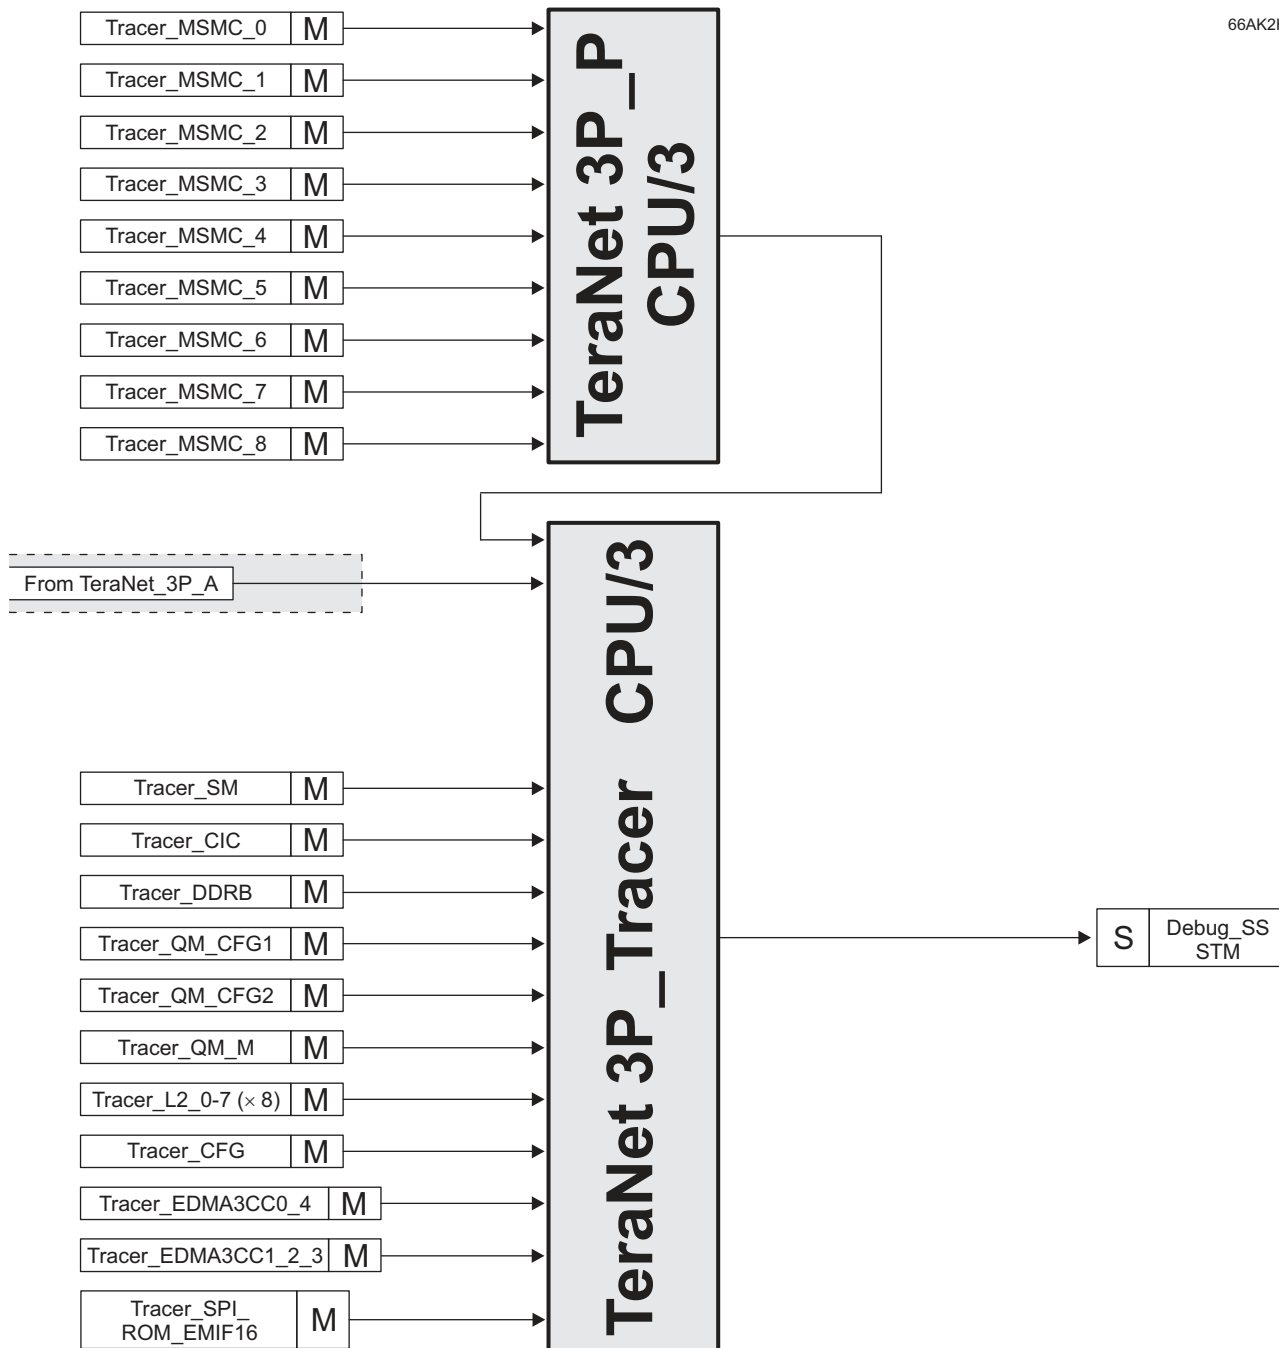 66AK2
Tracer_MSMC_0 M
Tracer_MSMC_1 M
Tracer_MSMC_2 M
Tracer_MSMC_3 M
Tracer_MSMC_4 M
Tracer_MSMC_5 M
Tracer_MSMC_6 M
Tracer_MSMC_7 M
Tracer_MSMC_8 M
TeraNet 3P_P
CPU/3
From TeraNet_3P_A
Tracer_SM M
Tracer_CIC M
Tracer_DDRB M
Tracer_QM_CFG1 M
Tracer_QM_CFG2 M
Tracer_QM_M M
Tracer_L2_0-7 (× 8) M
Tracer_CFG M
Tracer_EDMA3CC0_4 M
Tracer_EDMA3CC1_2_3 M
Tracer_SPI_
ROM_EMIF16 M
TeraNet 3P_Tracer CPU/3
S Debug_SS
STM